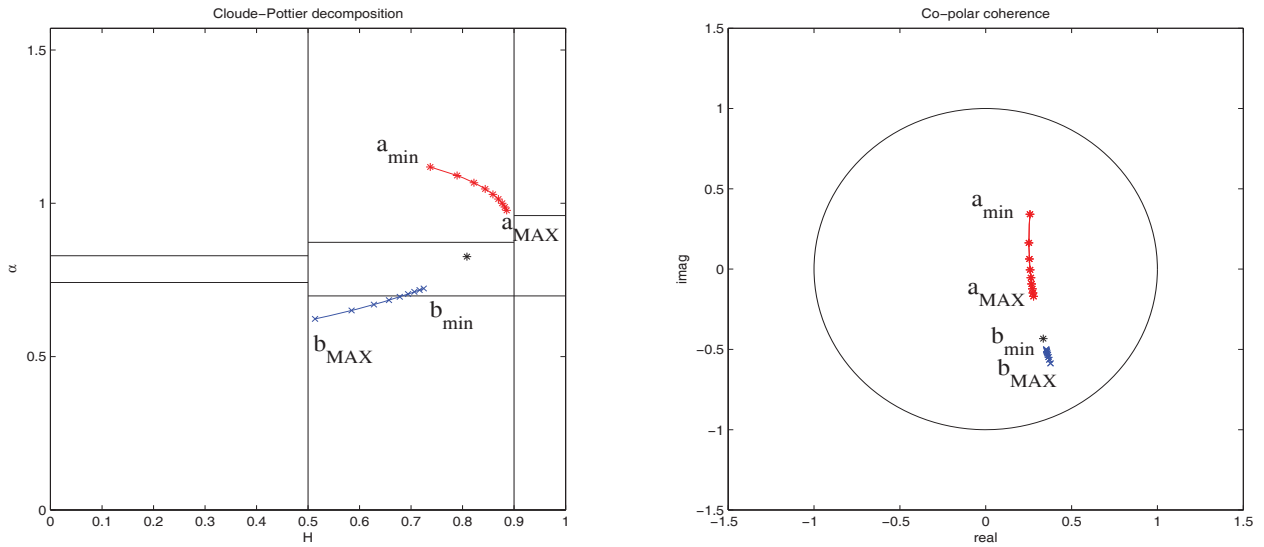 Cloude−Pottier decomposition
1.5
1
0.5
0
α
0 0.1 0.2 0.3 0.4 0.5 0.6 0.7 0.8 0.9 1
H
a min
a MAX
b min
b MAX
Co−polar coherence
1.5
1
0.5
0
−0.5
−1
−1.5
imag
−1.5 −1 −0.5 0 0.5 1 1.5
real
a min
a MAX
b min
b MAX